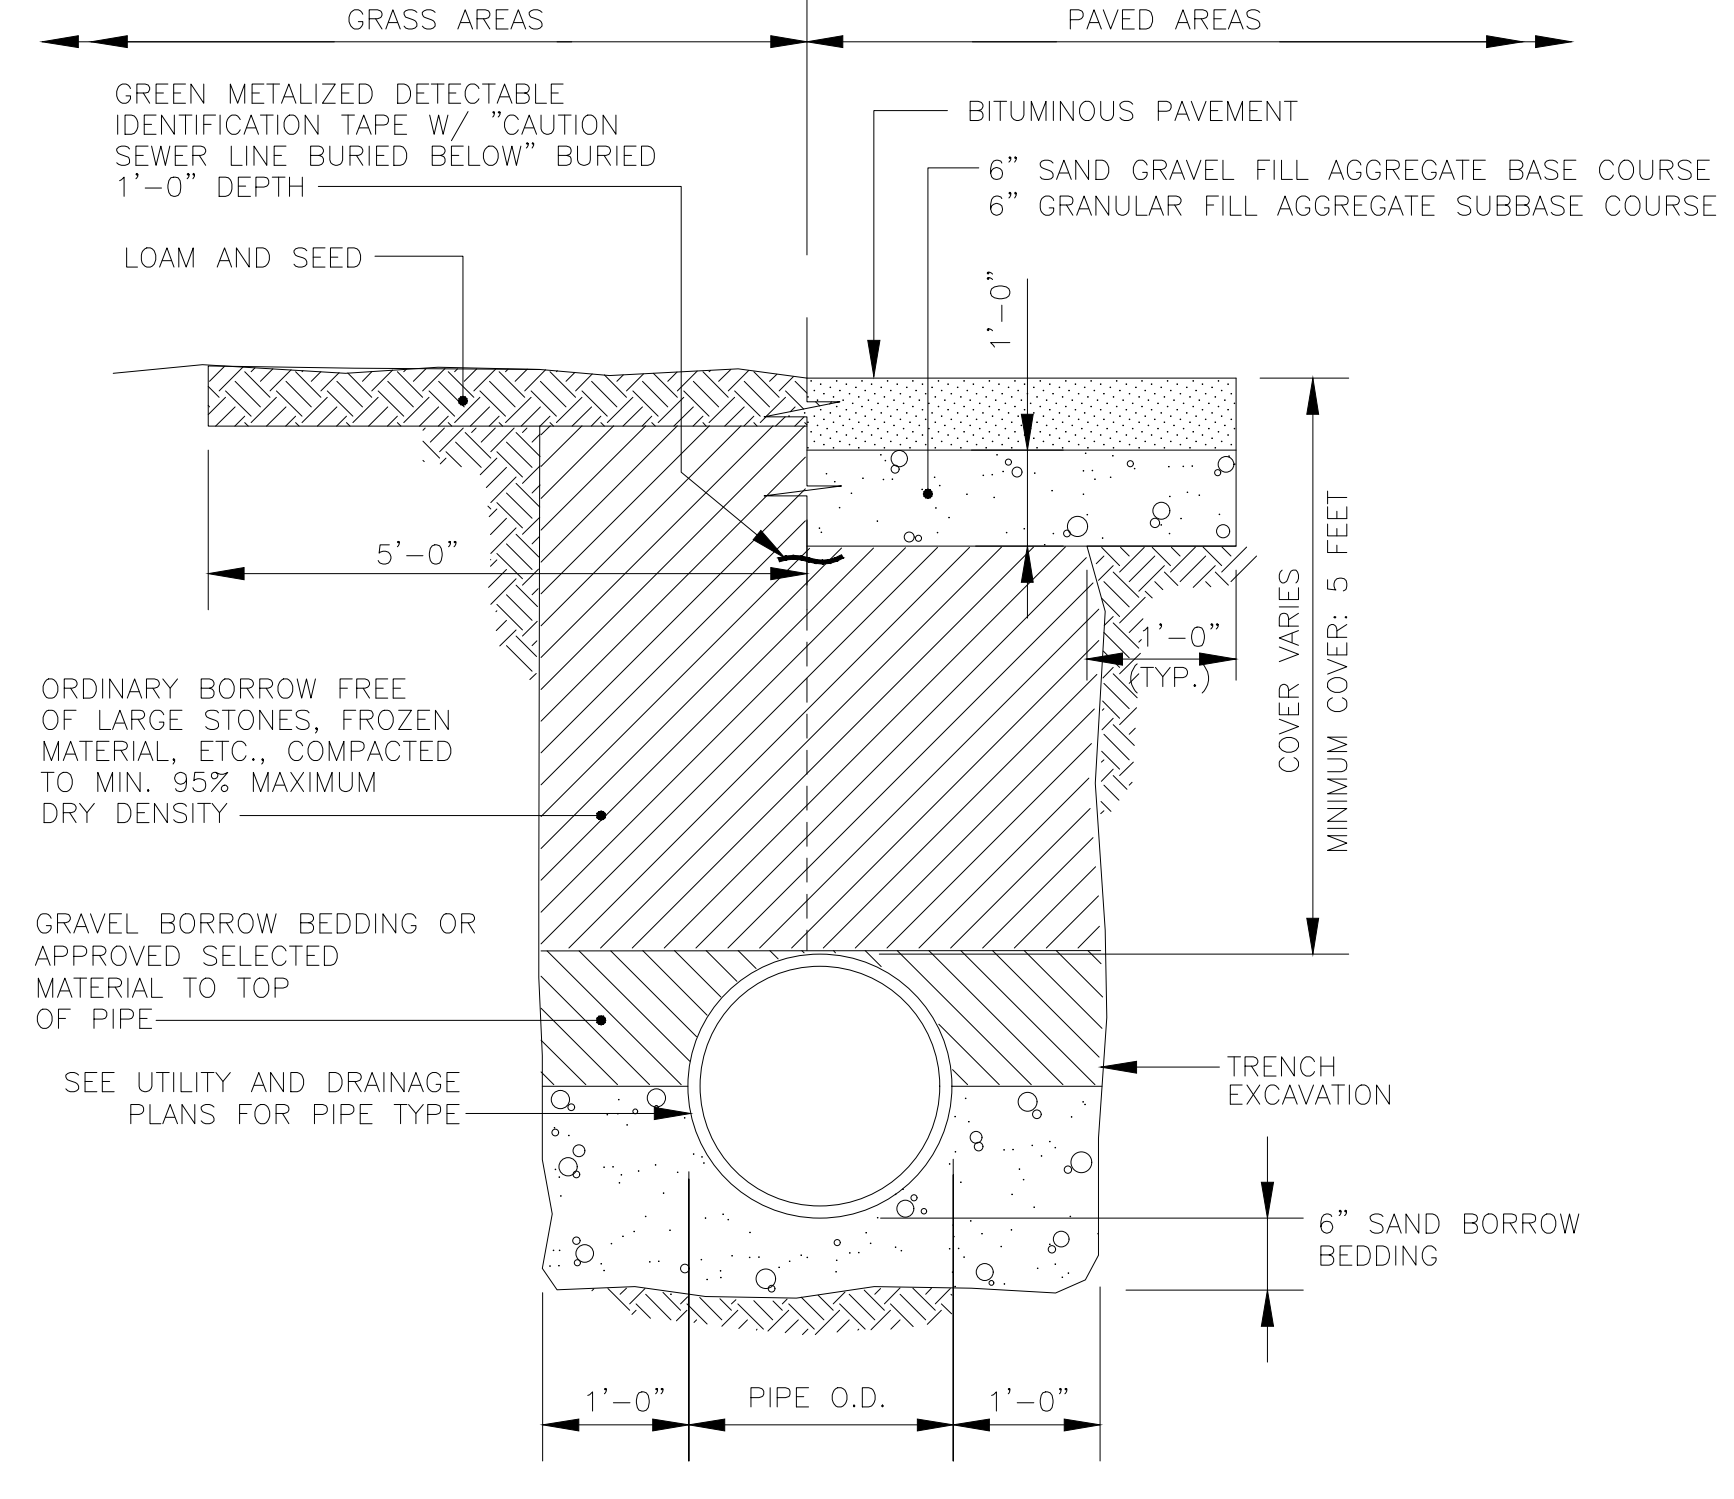 GRASS AREAS
PAVED AREAS
GREEN METALIZED DETECTABLE
IDENTIFICATION TAPE W/ "CAUTION
SEWER LINE BURIED BELOW" BURIED
1'-0" DEPTH
BITUMINOUS PAVEMENT
6" SAND GRAVEL FILL AGGREGATE BASE COURSE
6" GRANULAR FILL AGGREGATE SUBBASE COURSE
LOAM AND SEED
1'-0"
5'-0"
1'-0"
(TYP.)
COVER VARIES
MINIMUM COVER: 5 FEET
ORDINARY BORROW FREE
OF LARGE STONES, FROZEN
MATERIAL, ETC., COMPACTED
TO MIN. 95% MAXIMUM
DRY DENSITY
GRAVEL BORROW BEDDING OR
APPROVED SELECTED
MATERIAL TO TOP
OF PIPE
SEE UTILITY AND DRAINAGE
PLANS FOR PIPE TYPE
TRENCH
EXCAVATION
6" SAND BORROW
BEDDING
1'-0"
PIPE O.D.
1'-0"